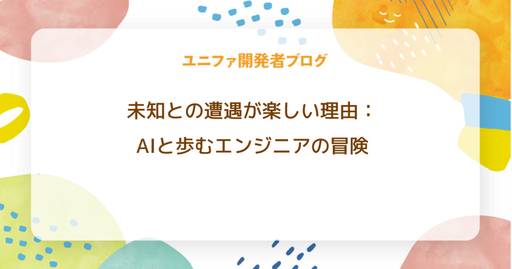 ユニファ開発者ブログ
未知との遭遇が楽しい理由：
AIと歩むエンジニアの冒険